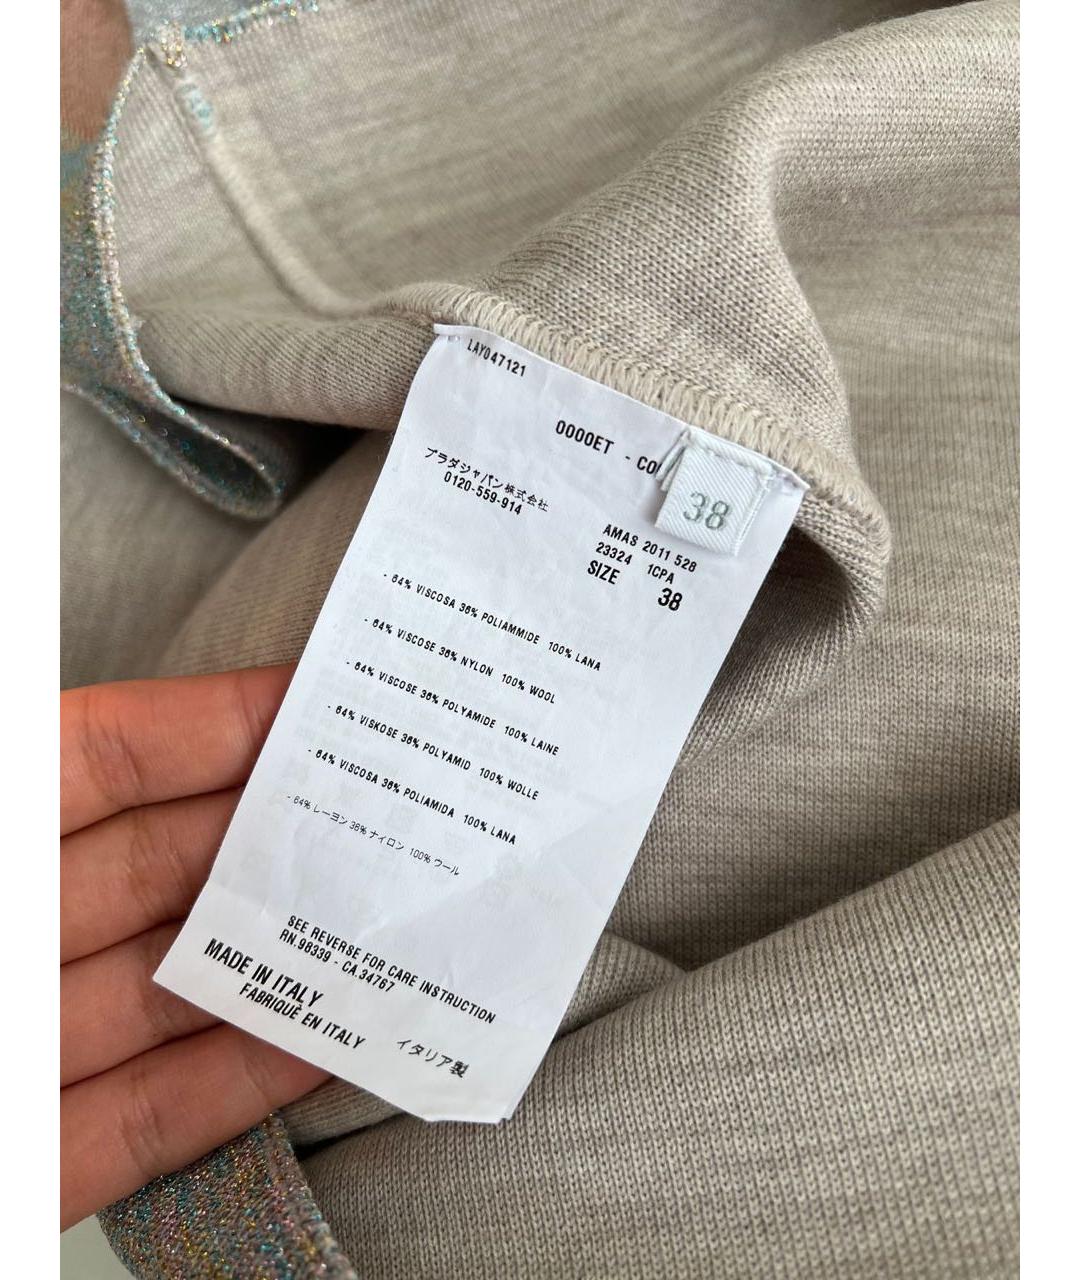 LAY047121
0000ET - CO
プラダジャパン株式会社
0120-559-914
38
AMAS 2011 528
23324 1CPA
SIZE 38
- 64% VISCOSA 36% POLIAMMIDE 100% LANA
- 64% VISCOSE 36% NYLON 100% WOOL
- 64% VISCOSE 36% POLYAMIDE 100% LAINE
- 64% VISKOSE 36% POLYAMID 100% WOLLE
- 64% VISCOSA 36% POLIAMIDA 100% LANA
- 64% レーヨン 36% ナイロン 100% ウール
SEE REVERSE FOR CARE INSTRUCTION
RN.98339 - CA.34767
MADE IN ITALY
FABRIQUÈ EN ITALY
イタリア製